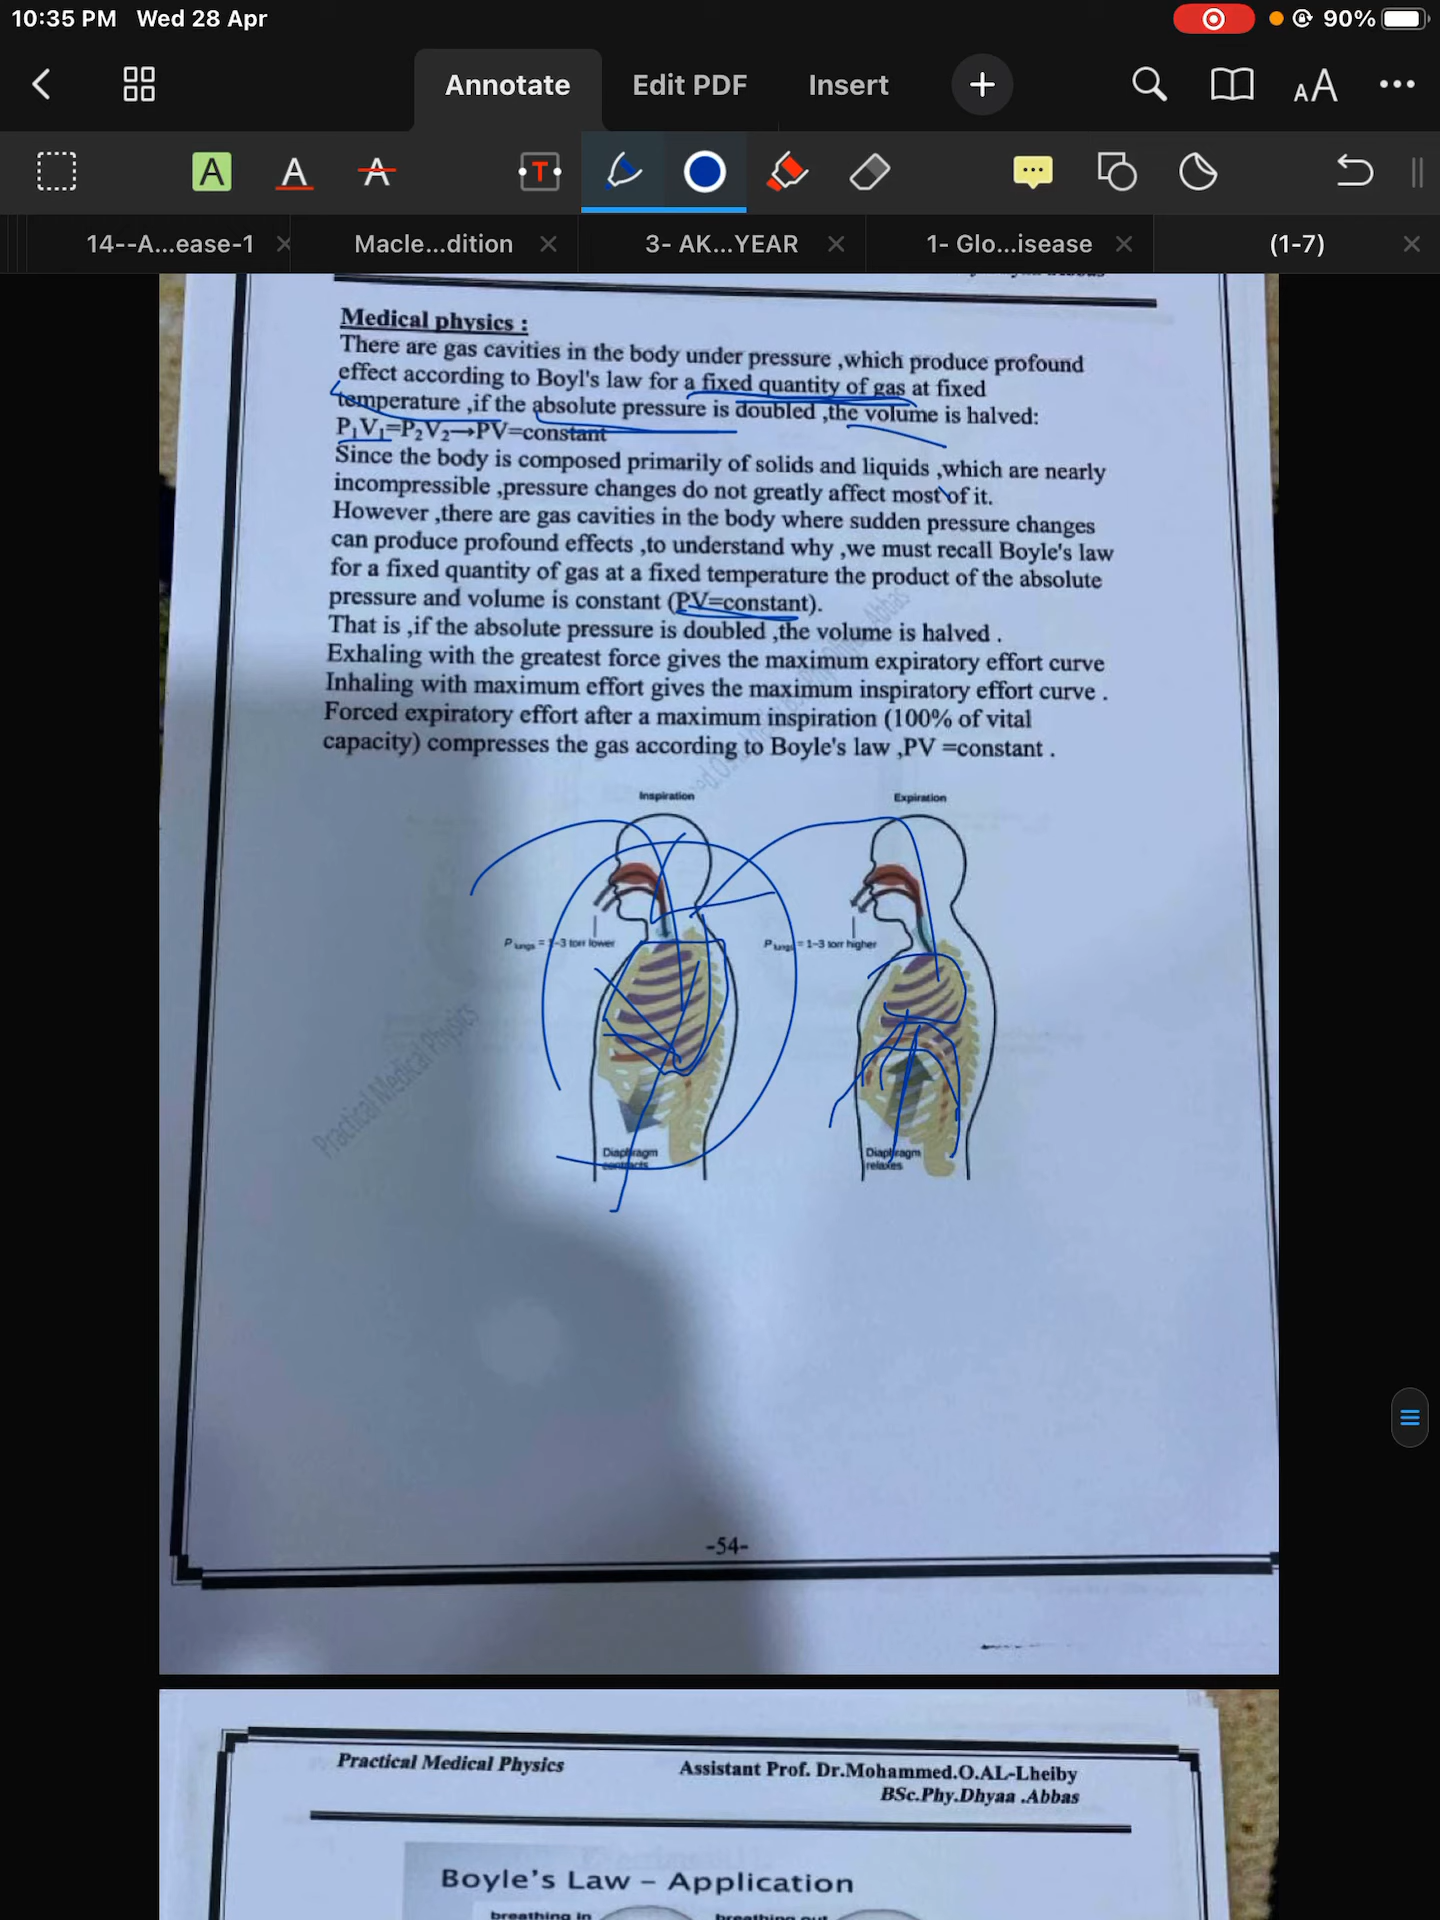 10:35 PM Wed 28 Apr
90%
Annotate
Edit PDF
Insert
AA
A
A
A
T
14--A...ease-1
Macle...dition
3- AK...YEAR
1- Glo...isease
(1-7)
Medical physics :
There are gas cavities in the body under pressure ,which produce profound
effect according to Boyl's law for a fixed quantity of gas at fixed
temperature ,if the absolute pressure is doubled ,the volume is halved:
P₁V₁=P₂V₂→PV=constant
Since the body is composed primarily of solids and liquids ,which are nearly
incompressible ,pressure changes do not greatly affect most of it.
However ,there are gas cavities in the body where sudden pressure changes
can produce profound effects ,to understand why ,we must recall Boyle's law
for a fixed quantity of gas at a fixed temperature the product of the absolute
pressure and volume is constant (PV=constant).
That is ,if the absolute pressure is doubled ,the volume is halved .
Exhaling with the greatest force gives the maximum expiratory effort curve
Inhaling with maximum effort gives the maximum inspiratory effort curve .
Forced expiratory effort after a maximum inspiration (100% of vital
capacity) compresses the gas according to Boyle's law ,PV =constant .
Inspiration
Expiration
P lungs = 1-3 torr lower
P lungs = 1-3 torr higher
Practical Medical Physics
Diaphragm
contracts
Diaphragm
relaxes
-54-
Practical Medical Physics
Assistant Prof. Dr.Mohammed.O.AL-Lheiby
BSc.Phy.Dhyaa .Abbas
Boyle's Law – Application
breathing in
breathing out